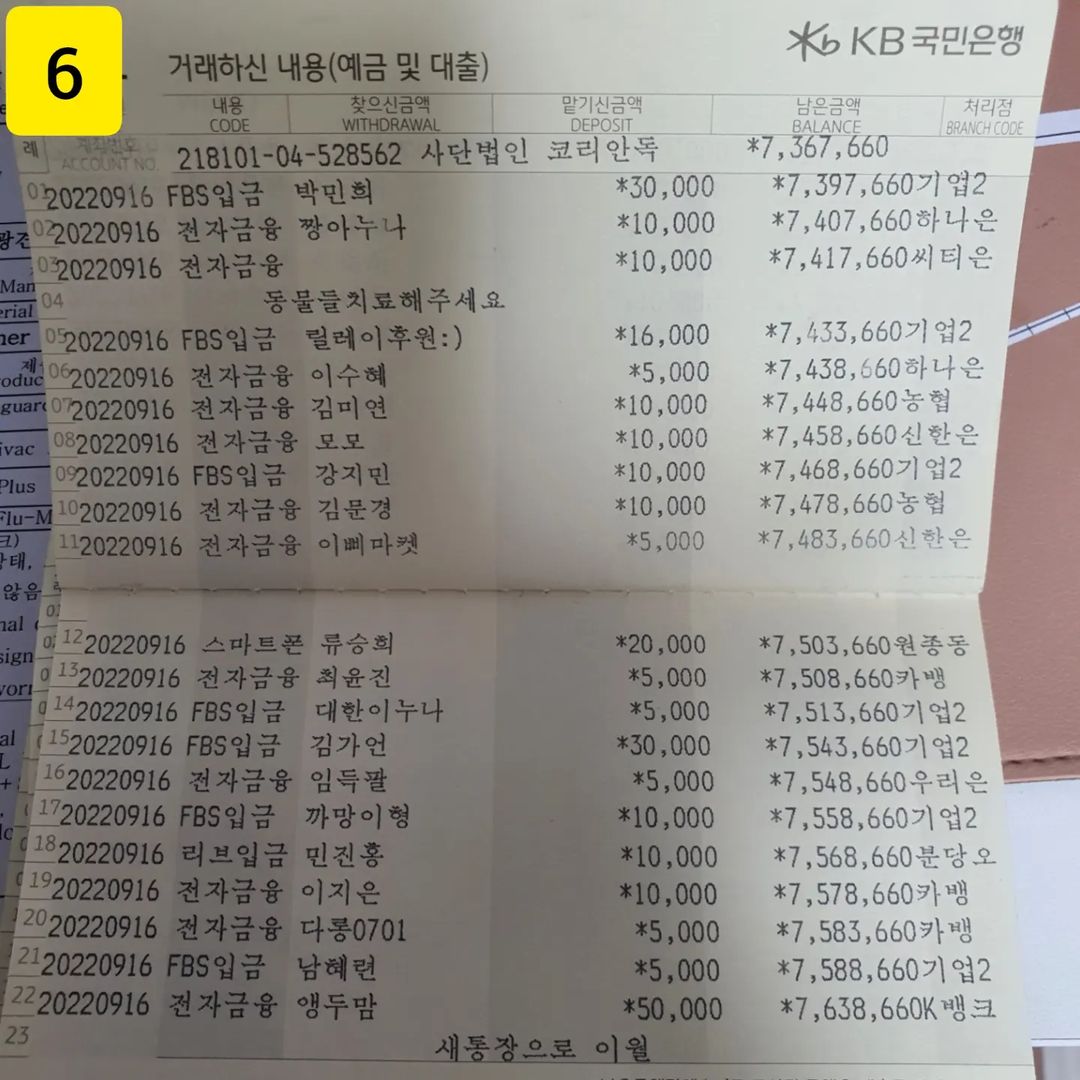 6
KB국민은행
거래하신 내용(예금 및 대출)
내용 찾으신금액 맡기신금액 남은금액 처리점
CODE WITHDRAWAL DEPOSIT BALANCE BRANCH CODE
계좌번호
ACCOUNT NO. 218101-04-528562 사단법인 코리안독 *7,367,660
01 20220916 FBS입금 박민희 *30,000 *7,397,660기업2
02 20220916 전자금융 짱아누나 *10,000 *7,407,660하나은
03 20220916 전자금융 *10,000 *7,417,660씨티은
04 동물들치료해주세요
05 20220916 FBS입금 릴레이후원:) *16,000 *7,433,660기업2
06 20220916 전자금융 이수혜 *5,000 *7,438,660하나은
07 20220916 전자금융 김미연 *10,000 *7,448,660농협
08 20220916 전자금융 모모 *10,000 *7,458,660신한은
09 20220916 FBS입금 강지민 *10,000 *7,468,660기업2
10 20220916 전자금융 김문경 *10,000 *7,478,660농협
11 20220916 전자금융 이삐마켓 *5,000 *7,483,660신한은
12 20220916 스마트폰 류승희 *20,000 *7,503,660원종동
13 20220916 전자금융 최윤진 *5,000 *7,508,660카뱅
14 20220916 FBS입금 대한이누나 *5,000 *7,513,660기업2
15 20220916 FBS입금 김가언 *30,000 *7,543,660기업2
16 20220916 전자금융 임득팔 *5,000 *7,548,660우리은
17 20220916 FBS입금 까망이형 *10,000 *7,558,660기업2
18 20220916 리브입금 민진홍 *10,000 *7,568,660분당오
19 20220916 전자금융 이지은 *10,000 *7,578,660카뱅
20 20220916 전자금융 다롱0701 *5,000 *7,583,660카뱅
21 20220916 FBS입금 남혜련 *5,000 *7,588,660기업2
22 20220916 전자금융 앵두맘 *50,000 *7,638,660K뱅크
23 새통장으로 이월